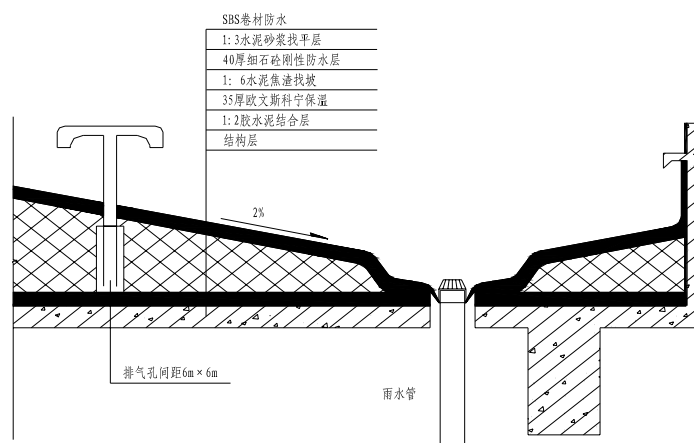 SBS卷材防水
1:3水泥砂浆找平层
40厚细石砼刚性防水层
1: 6水泥焦渣找坡
35厚欧文斯科宁保温
1:2胶水泥结合层
结构层
2%
排气孔间距6m×6m
雨水管